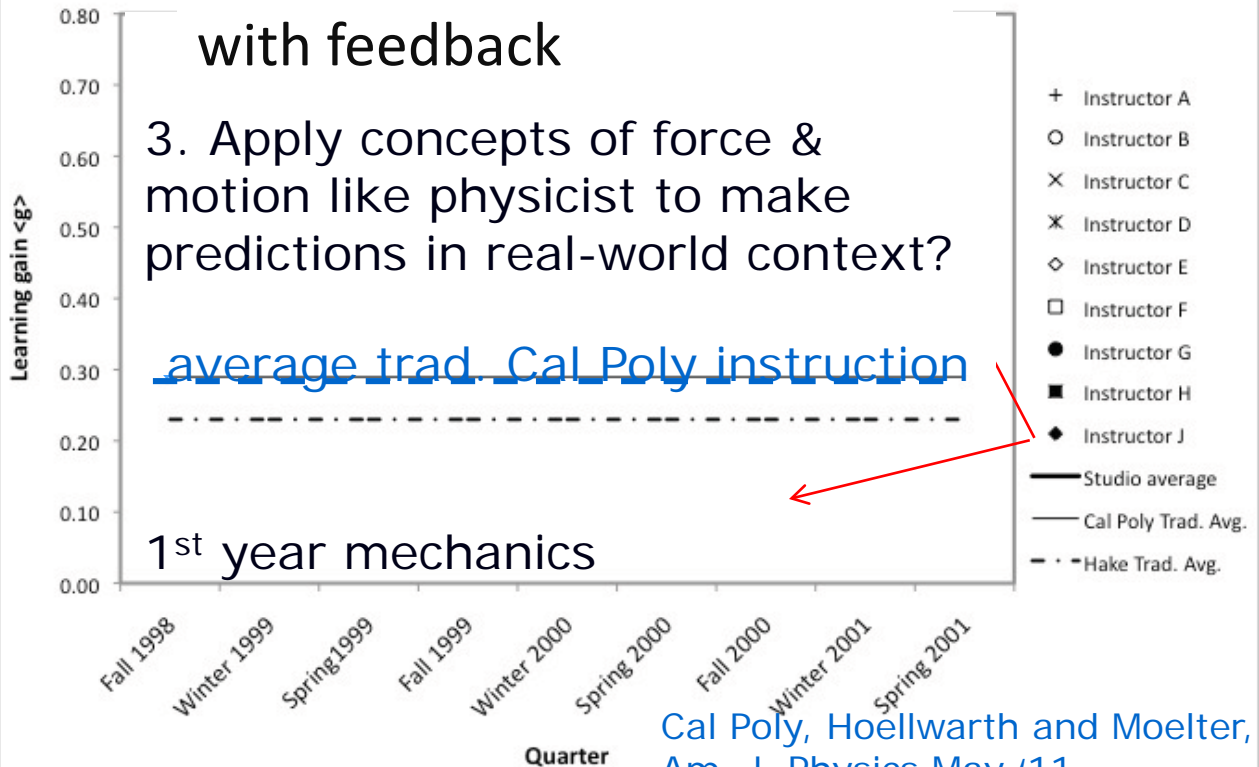 with feedback
3. Apply concepts of force &
motion like physicist to make
predictions in real-world context?
average trad. Cal Poly instruction
1st year mechanics
0.80
0.70
0.60
0.50
0.40
0.30
0.20
0.10
0.00
Learning gain <g>
Fall 1998
Winter 1999
Spring1999
Fall 1999
Winter 2000
Spring 2000
Fall 2000
Winter 2001
Spring 2001
Quarter
Instructor A
Instructor B
Instructor C
Instructor D
Instructor E
Instructor F
Instructor G
Instructor H
Instructor J
Studio average
Cal Poly Trad. Avg.
Hake Trad. Avg.
Cal Poly, Hoellwarth and Moelter,
Am. J. Physics May '11